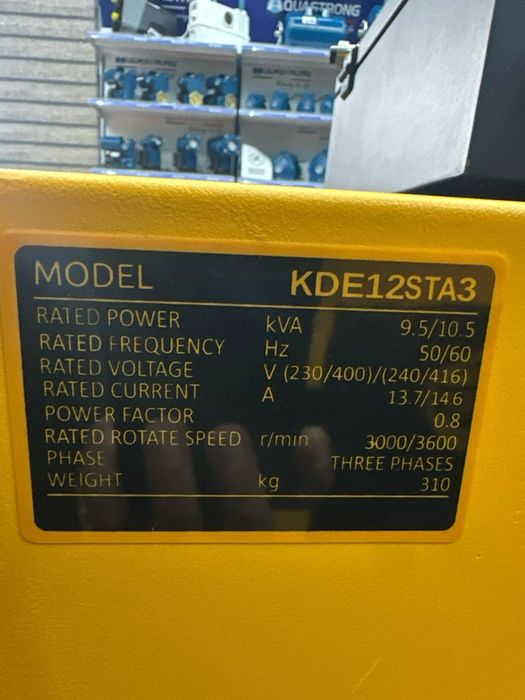 QUASTRONG
MODEL KDE12STA3
RATED POWER kVA 9.5/10.5
RATED FREQUENCY Hz 50/60
RATED VOLTAGE V (230/400)/(240/416)
RATED CURRENT A 13.7/14.6
POWER FACTOR 0.8
RATED ROTATE SPEED r/min 3000/3600
PHASE THREE PHASES
WEIGHT kg 310